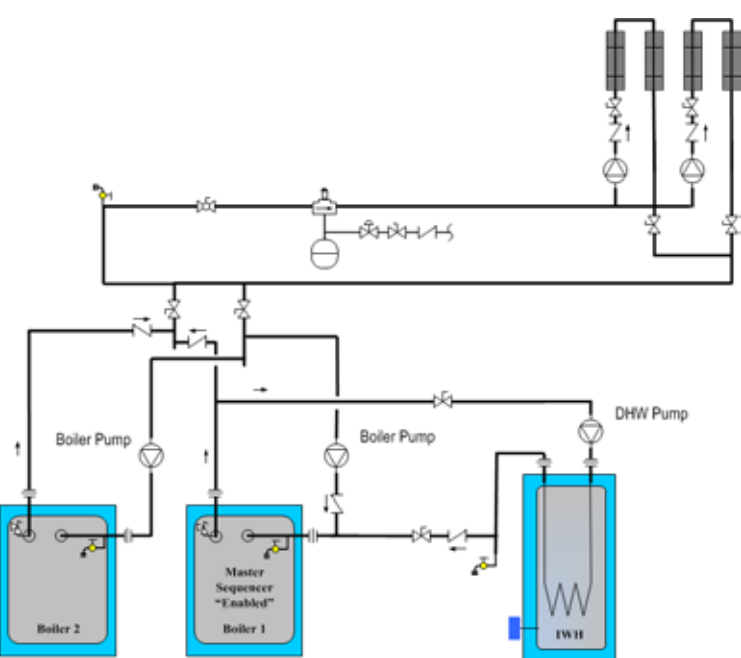 DHW Pump
Boiler Pump
Boiler Pump
Master
Sequencer
“Enabled”
Boiler 2
Boiler 1
IWH